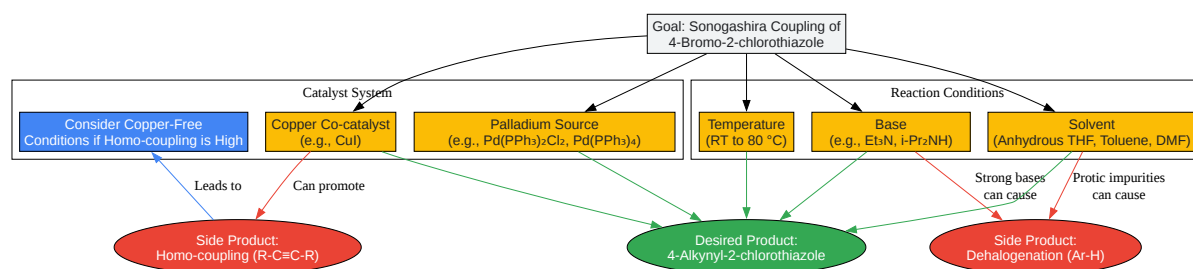 Goal: Sonogashira Coupling of
4-Bromo-2-chlorothiazole
Catalyst System
Reaction Conditions
Consider Copper-Free
Conditions if Homo-coupling is High
Copper Co-catalyst
(e.g., CuI)
Palladium Source
(e.g., Pd(PPh₃)₂Cl₂, Pd(PPh₃)₄)
Temperature
(RT to 80 °C)
Base
(e.g., Et₃N, i-Pr₂NH)
Solvent
(Anhydrous THF, Toluene, DMF)
Leads to
Can promote
Strong bases
can cause
Protic impurities
can cause
Side Product:
Homo-coupling (R-C≡C-R)
Desired Product:
4-Alkynyl-2-chlorothiazole
Side Product:
Dehalogenation (Ar-H)